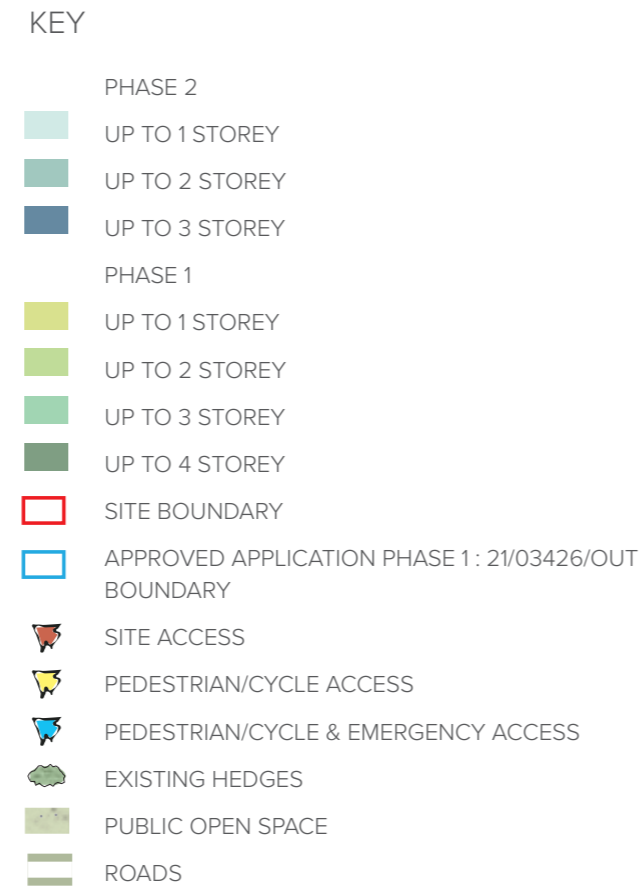 KEY
PHASE 2
UP TO 1 STOREY
UP TO 2 STOREY
UP TO 3 STOREY
PHASE 1
UP TO 1 STOREY
UP TO 2 STOREY
UP TO 3 STOREY
UP TO 4 STOREY
SITE BOUNDARY
APPROVED APPLICATION PHASE 1 : 21/03426/OUT
BOUNDARY
SITE ACCESS
PEDESTRIAN/CYCLE ACCESS
PEDESTRIAN/CYCLE & EMERGENCY ACCESS
EXISTING HEDGES
PUBLIC OPEN SPACE
ROADS